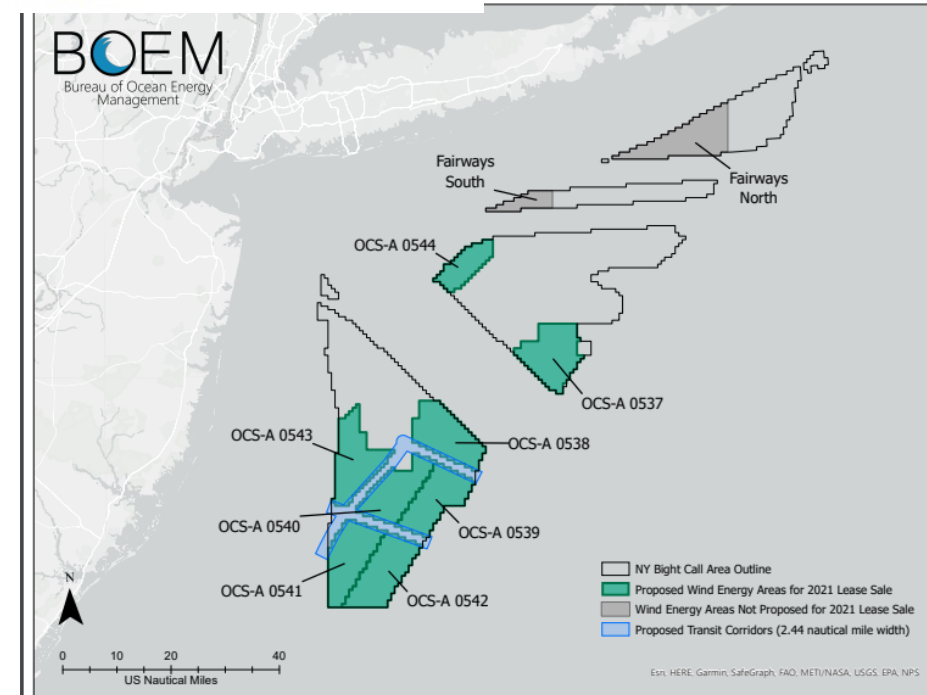 BOEM
Bureau of Ocean Energy
Management
Fairways
South
Fairways
North
OCS-A 0544
OCS-A 0537
OCS-A 0543
OCS-A 0538
OCS-A 0540
OCS-A 0539
OCS-A 0541
OCS-A 0542
N
0 10 20 40
US Nautical Miles
NY Bight Call Area Outline
Proposed Wind Energy Areas for 2021 Lease Sale
Wind Energy Areas Not Proposed for 2021 Lease Sale
Proposed Transit Corridors (2.44 nautical mile width)
Esri, HERE, Garmin, SafeGraph, FAO, METI/NASA, USGS, EPA, NPS